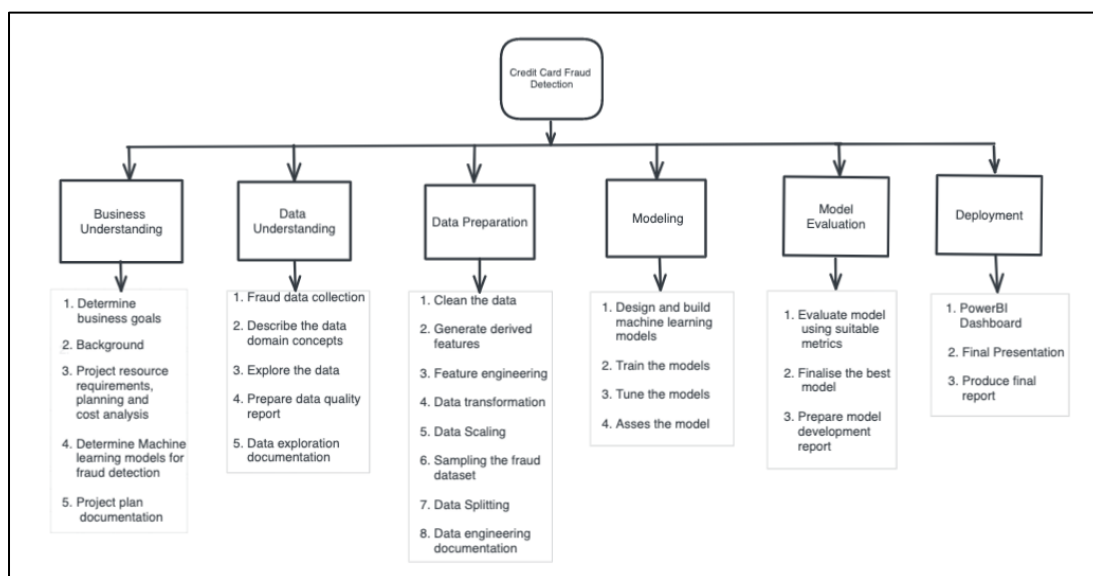 Credit Card Fraud
Detection
Business
Understanding
Data
Understanding
Data Preparation
Modeling
Model
Evaluation
Deployment
1. Determine
business goals
2. Background
3. Project resource
requirements,
planning and
cost analysis
4. Determine Machine
learning models for
fraud detection
5. Project plan
documentation
1. Fraud data collection
2. Describe the data
domain concepts
3. Explore the data
4. Prepare data quality
report
5. Data exploration
documentation
1. Clean the data
2. Generate derived
features
3. Feature engineering
4. Data transformation
5. Data Scaling
6. Sampling the fraud
dataset
7. Data Splitting
8. Data engineering
documentation
1. Design and build
machine learning
models
2. Train the models
3. Tune the models
4. Asses the model
1. Evaluate model
using suitable
metrics
2. Finalise the best
model
3. Prepare model
development
report
1. PowerBI
Dashboard
2. Final Presentation
3. Produce final
report